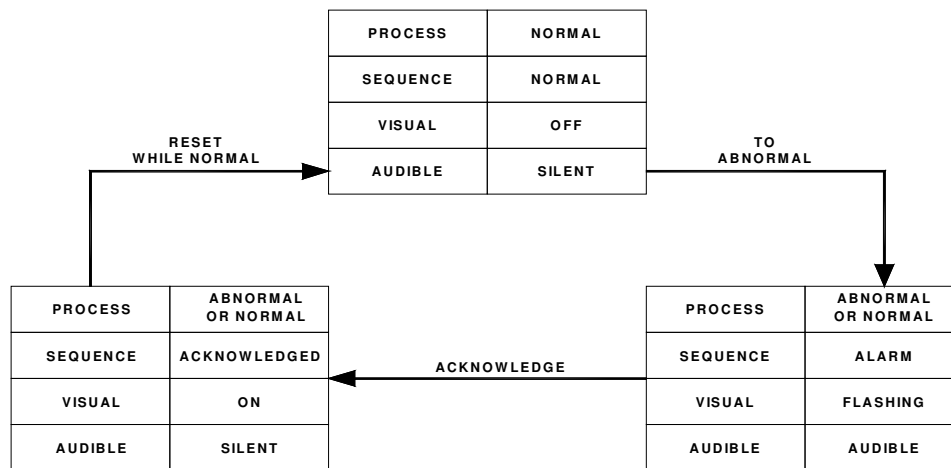 PROCESS NORMAL
SEQUENCE NORMAL
VISUAL OFF
AUDIBLE SILENT
RESET
WHILE NORMAL
TO
ABNORMAL
PROCESS ABNORMAL
OR NORMAL
SEQUENCE ACKNOWLEDGED
VISUAL ON
AUDIBLE SILENT
ACKNOWLEDGE
PROCESS ABNORMAL
OR NORMAL
SEQUENCE ALARM
VISUAL FLASHING
AUDIBLE AUDIBLE